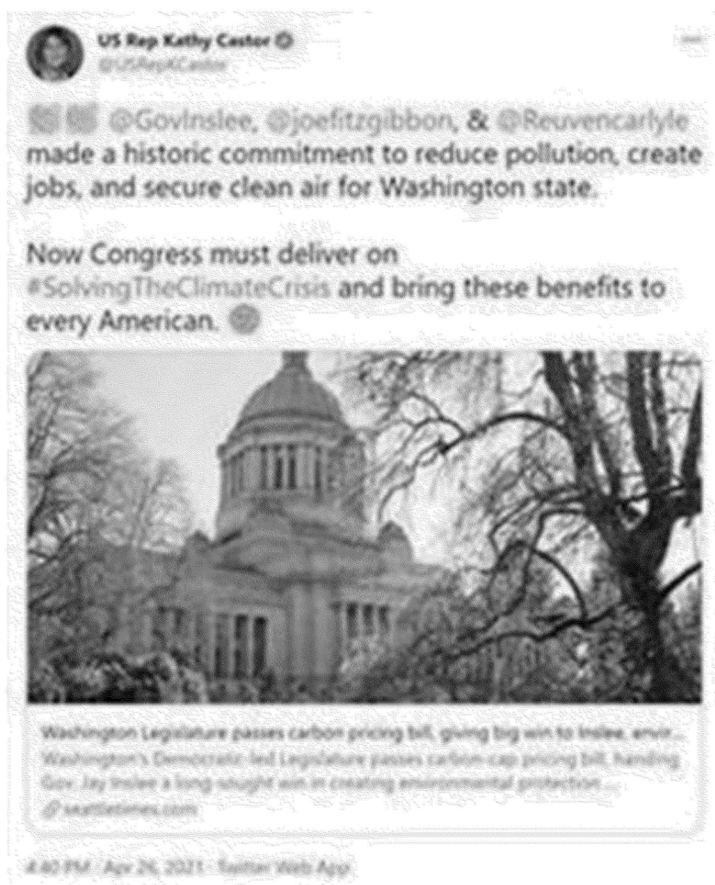 US Rep Kathy Castor
@USRepKCastor
@GovInslee, @joefitzgibbon, & @Reuvencarlyle
made a historic commitment to reduce pollution, create
jobs, and secure clean air for Washington state.
Now Congress must deliver on
#SolvingTheClimateCrisis and bring these benefits to
every American.
Washington Legislature passes carbon pricing bill, giving big win to Inslee, envir...
Washington's Democratic-led Legislature passes carbon-cap pricing bill, handing
Gov. Jay Inslee a long-sought win in creating environmental protection ...
seattletimes.com
4:40 PM · Apr 26, 2021 · Twitter Web App